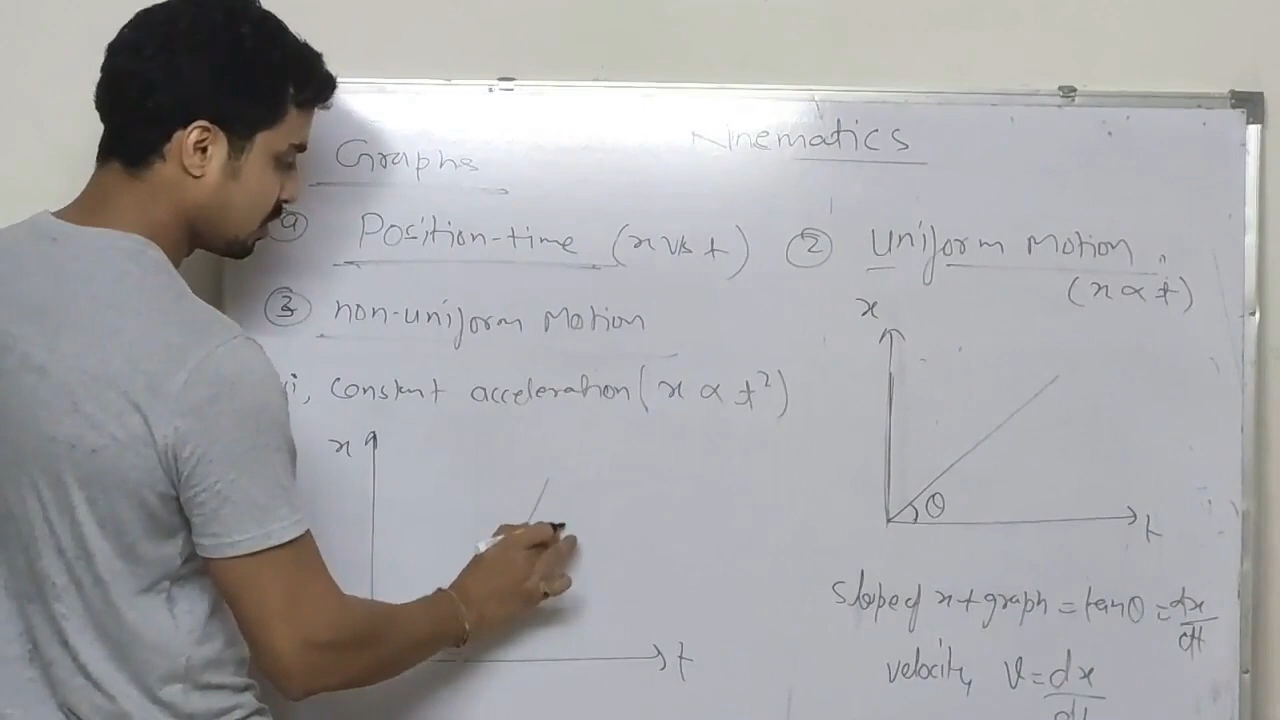 Kinematics
Graphs
① Position-time (x vs t)
② Uniform Motion
(x ∝ t)
③ non-uniform Motion
i, constant acceleration (x ∝ t²)
x
t
x
θ
t
slope of x t graph = tanθ = dx/dt
velocity v = dx/dt